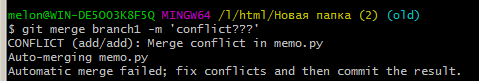 melon@WIN-DE5OO3K8F5Q MINGW64 /l/html/Новая папка (2) (old)
$ git merge branch1 -m 'conflict???'
CONFLICT (add/add): Merge conflict in memo.py
Auto-merging memo.py
Automatic merge failed; fix conflicts and then commit the result.